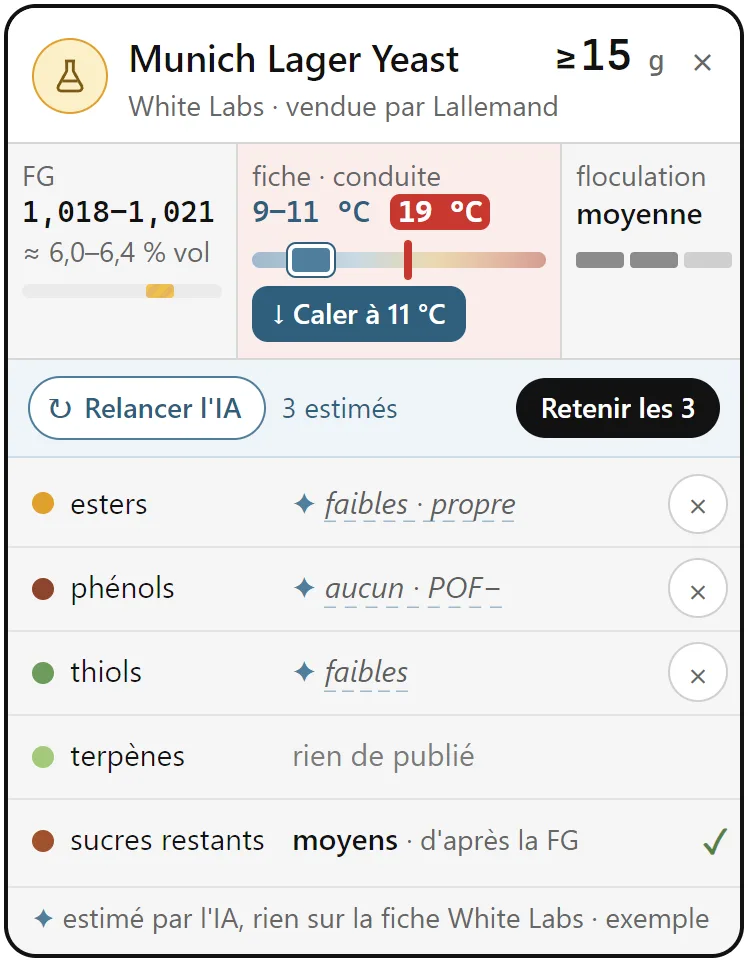 Munich Lager Yeast ≥15 g ×
White Labs · vendue par Lallemand
FG
1,018–1,021
≈ 6,0–6,4 % vol
fiche · conduite
9–11 °C 19 °C
↓ Caler à 11 °C
floculation
moyenne
↻ Relancer l'IA 3 estimés Retenir les 3
esters ✦ faibles · propre ×
phénols ✦ aucun · POF− ×
thiols ✦ faibles ×
terpènes rien de publié
sucres restants moyens · d'après la FG ✓
✦ estimé par l'IA, rien sur la fiche White Labs · exemple